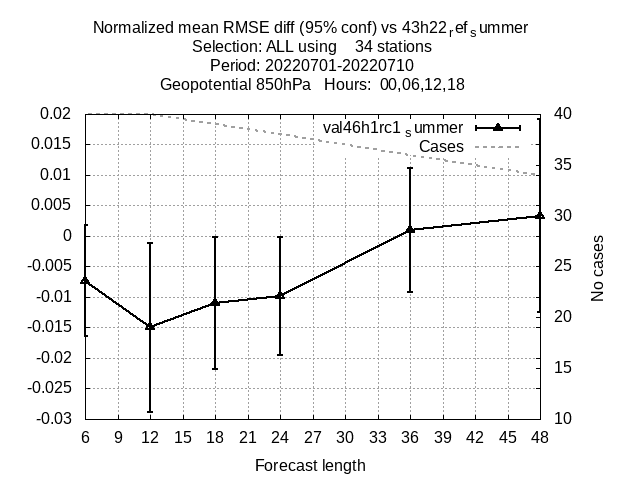 Normalized mean RMSE diff (95% conf) vs 43h22refsummer
Selection: ALL using 34 stations
Period: 20220701-20220710
Geopotential 850hPa Hours: 00,06,12,18
val46h1rc1summer
Cases
0.02
0.015
0.01
0.005
0
-0.005
-0.01
-0.015
-0.02
-0.025
-0.03
40
35
30
25
20
15
10
No cases
6 9 12 15 18 21 24 27 30 33 36 39 42 45 48
Forecast length